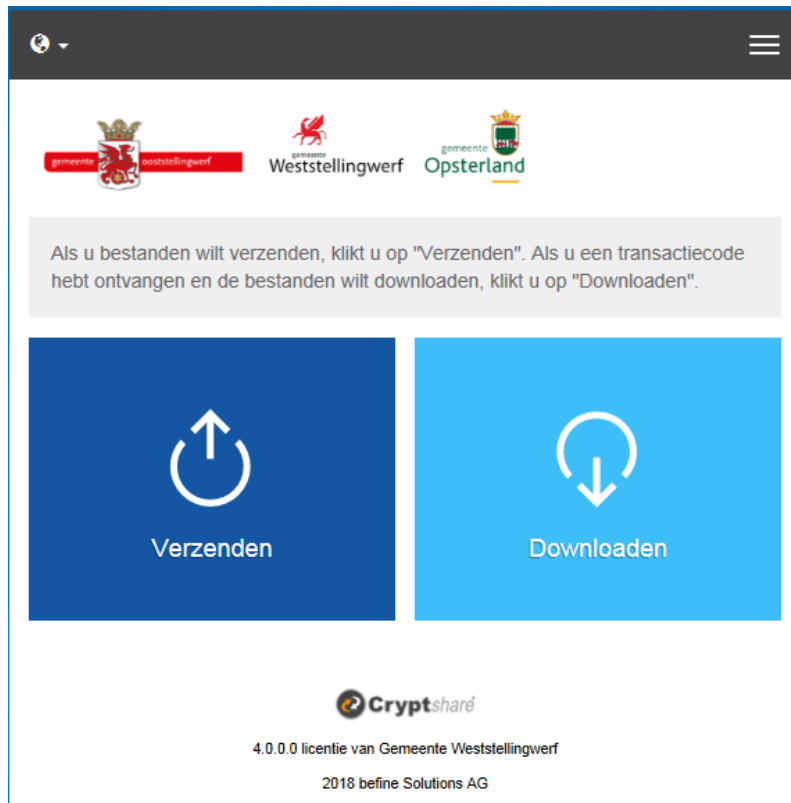 gemeente ooststellingwerf
gemeente
Weststellingwerf
gemeente
Opsterland
Als u bestanden wilt verzenden, klikt u op "Verzenden". Als u een transactiecode
hebt ontvangen en de bestanden wilt downloaden, klikt u op "Downloaden".
Verzenden
Downloaden
Cryptshare
4.0.0.0 licentie van Gemeente Weststellingwerf
2018 befine Solutions AG